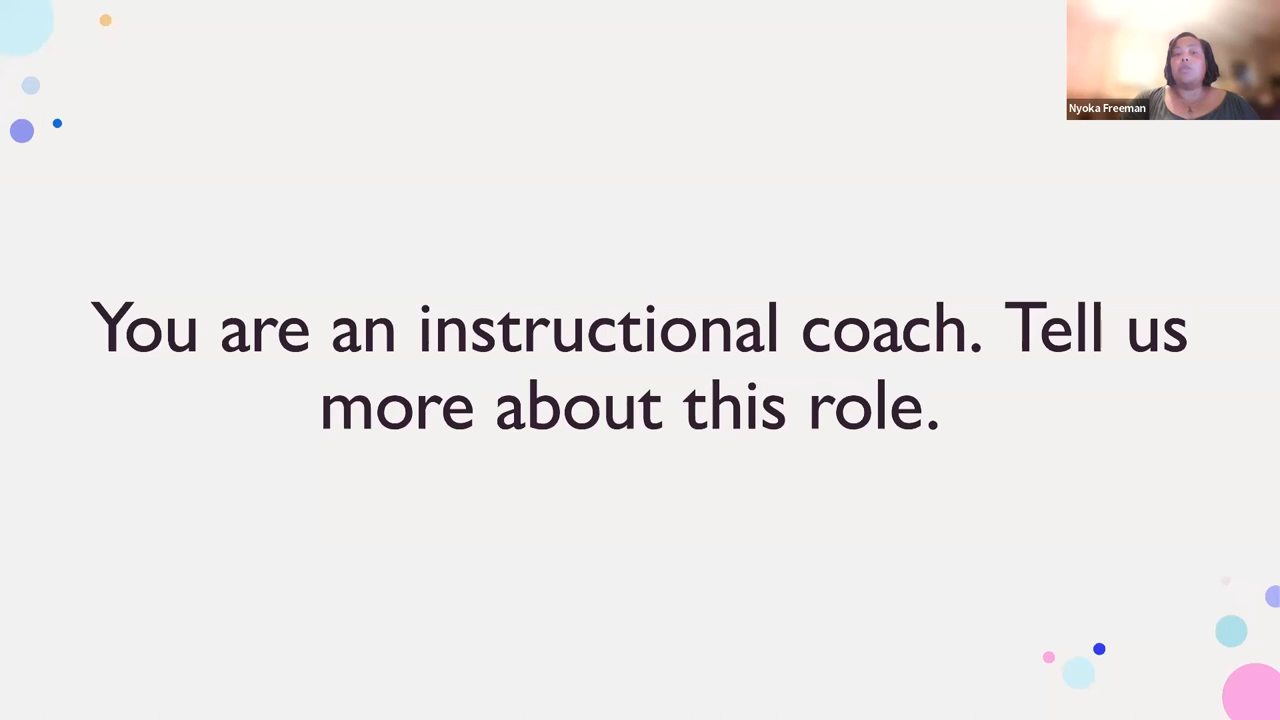 Nyoka Freeman
You are an instructional coach. Tell us
more about this role.